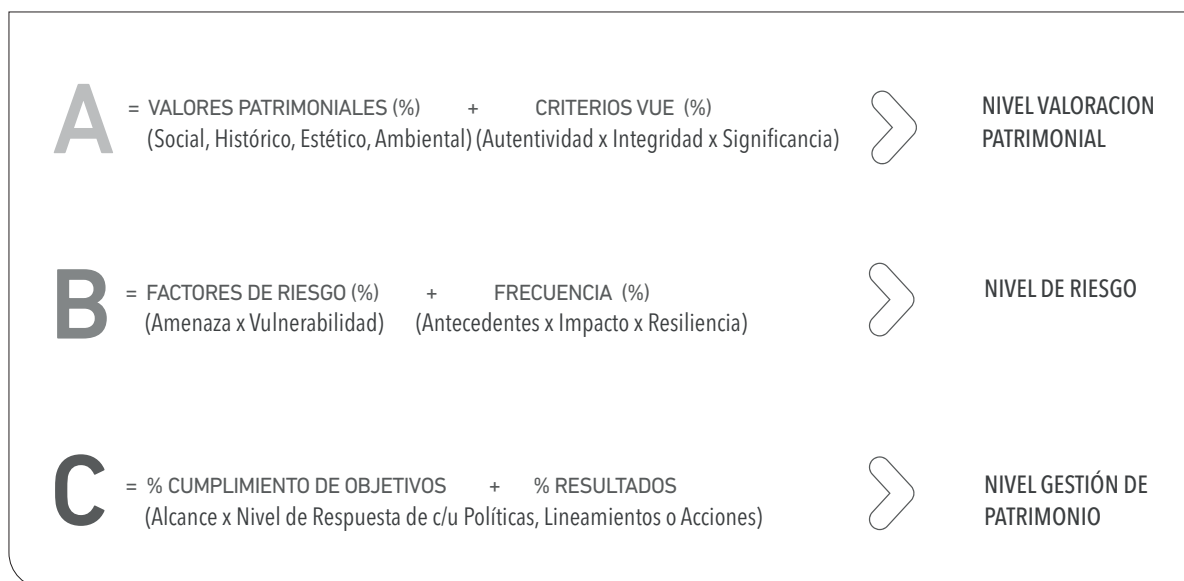 A = VALORES PATRIMONIALES (%) + CRITERIOS VUE (%)
(Social, Histórico, Estético, Ambiental) (Autentividad x Integridad x Significancia)
NIVEL VALORACION
PATRIMONIAL
B = FACTORES DE RIESGO (%) + FRECUENCIA (%)
(Amenaza x Vulnerabilidad) (Antecedentes x Impacto x Resiliencia)
NIVEL DE RIESGO
C = % CUMPLIMIENTO DE OBJETIVOS + % RESULTADOS
(Alcance x Nivel de Respuesta de c/u Políticas, Lineamientos o Acciones)
NIVEL GESTIÓN DE
PATRIMONIO